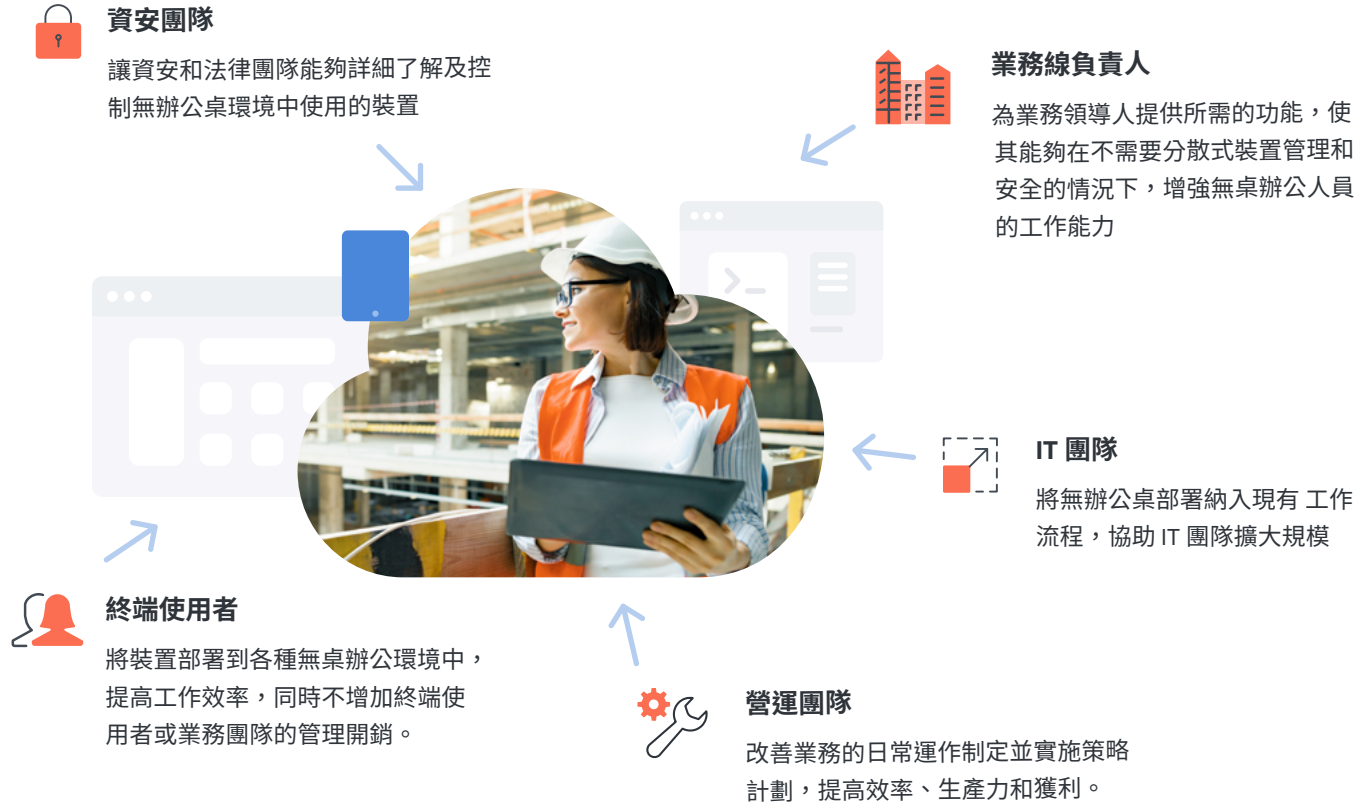 資安團隊
讓資安和法律團隊能夠詳細了解及控
制無辦公桌環境中使用的裝置
業務線負責人
為業務領導人提供所需的功能，使
其能夠在不需要分散式裝置管理和
安全的情況下，增強無桌辦公人員
的工作能力
IT 團隊
將無辦公桌部署納入現有 工作
流程，協助 IT 團隊擴大規模
終端使用者
將裝置部署到各種無桌辦公環境中，
提高工作效率，同時不增加終端使
用者或業務團隊的管理開銷。
營運團隊
改善業務的日常運作制定並實施策略
計劃，提高效率、生產力和獲利。